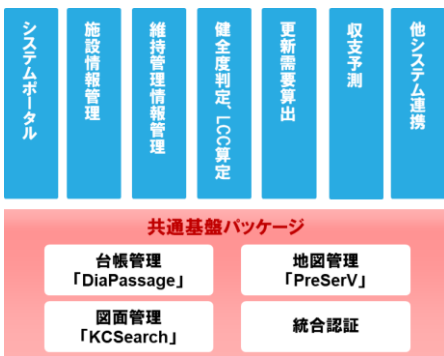 システムポータル
施設情報管理
維持管理情報管理
健全度判定、LCC算定
更新需要算出
収支予測
他システム連携
共通基盤パッケージ
台帳管理
「DiaPassage」
地図管理
「PreSerV」
図面管理
「KCSearch」
統合認証